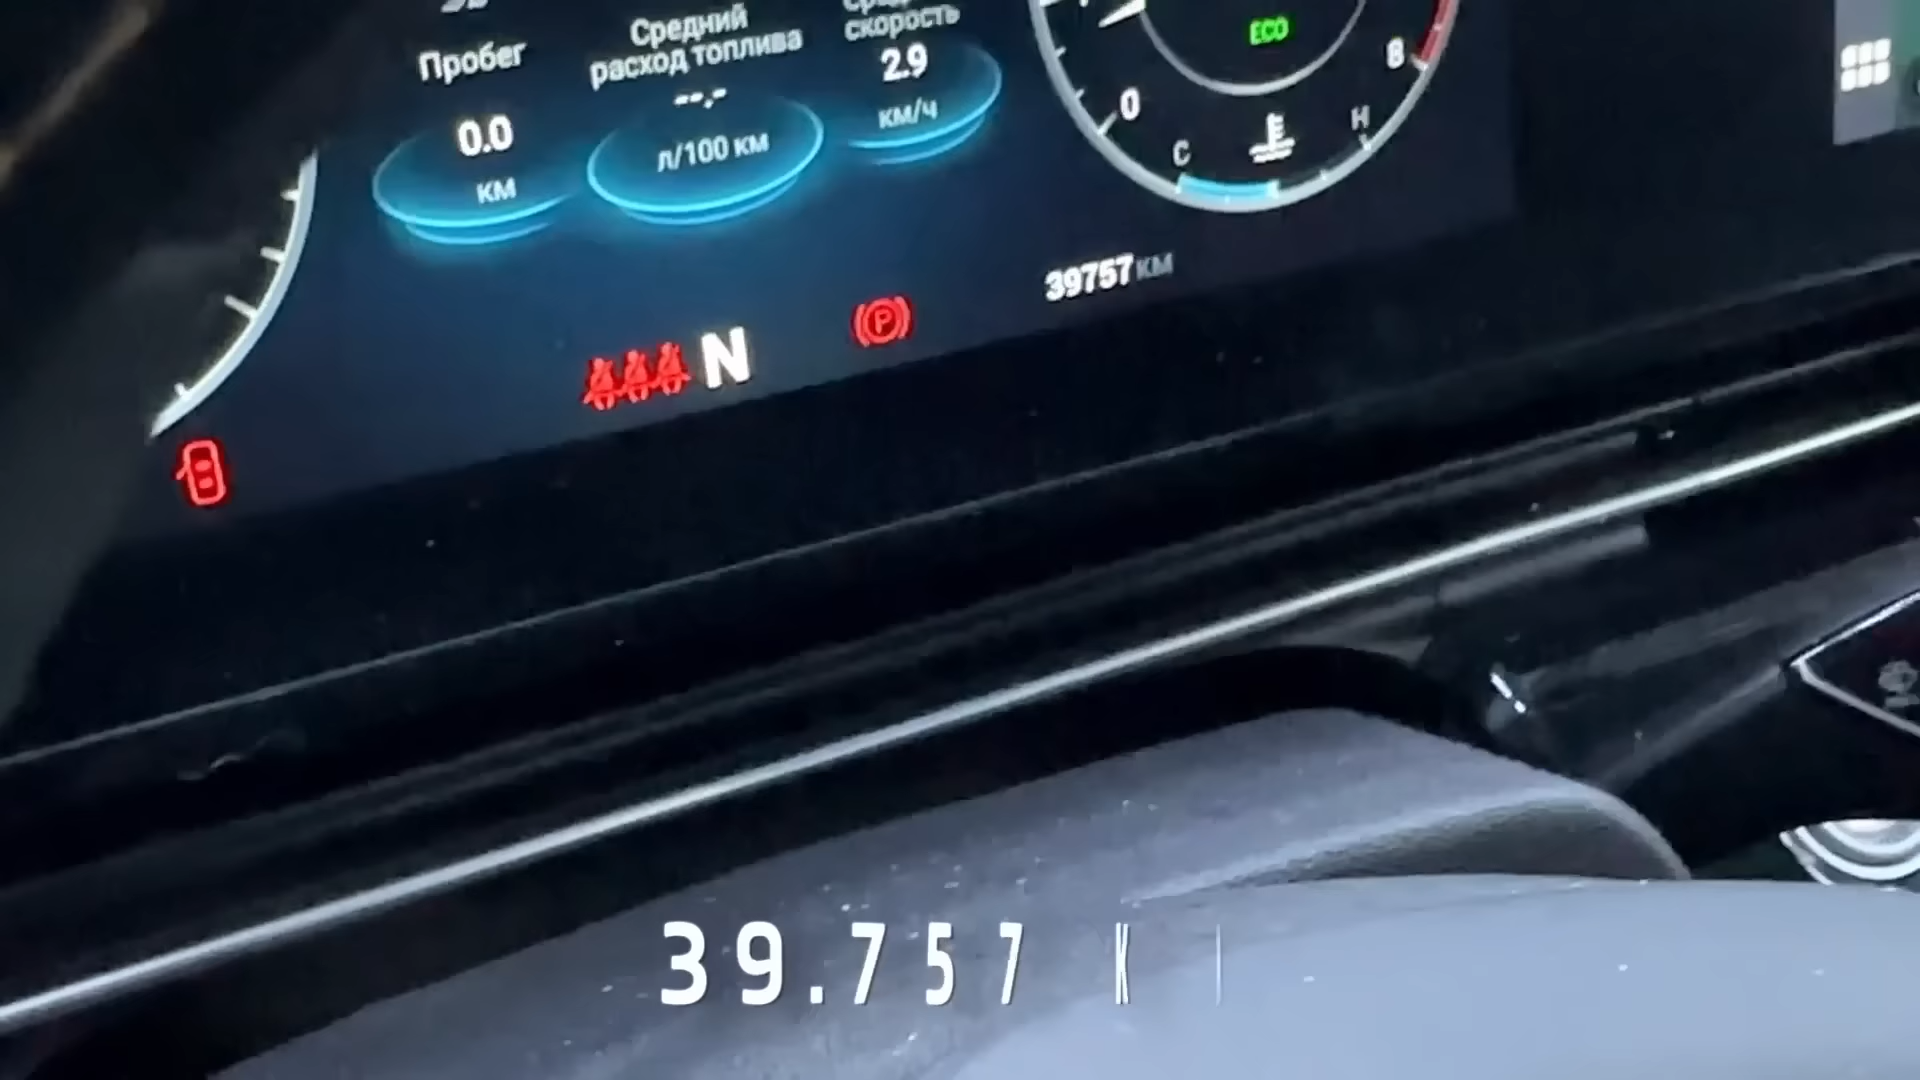 Пробег
0.0
км
Средний
расход топлива
--,-
л/100 км
скорость
2.9
км/ч
ECO
0
8
C
H
39757 км
N
P
39.757 K